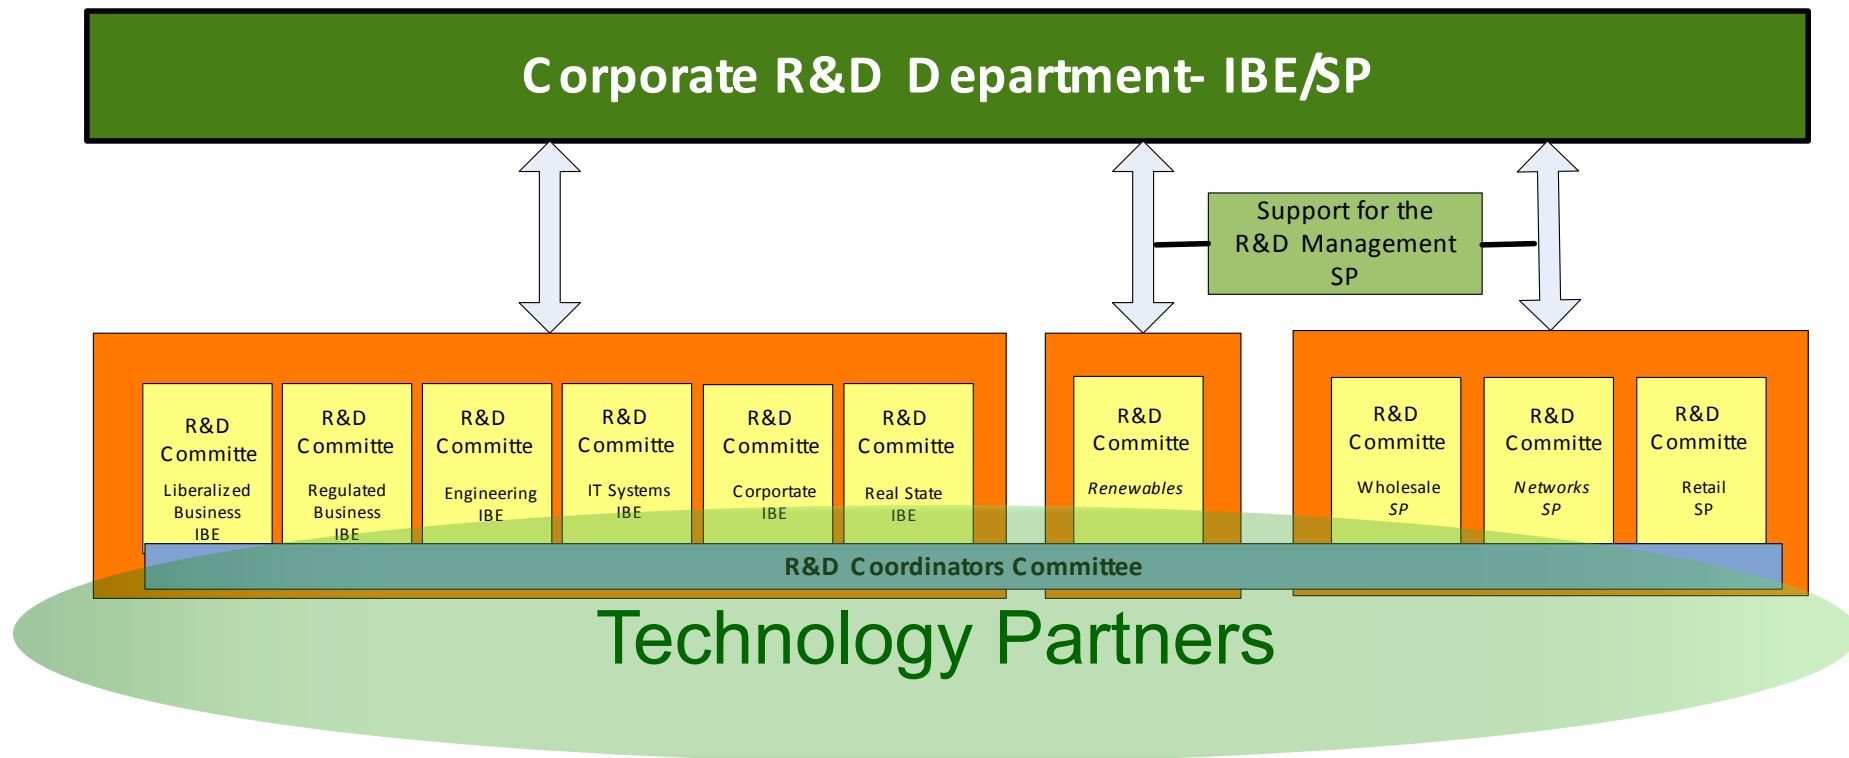 Corporate R&D Department- IBE/SP
Support for the
R&D Management
SP
R&D
Committe
Liberalized
Business
IBE
R&D
Committe
Regulated
Business
IBE
R&D
Committe
Engineering
IBE
R&D
Committe
IT Systems
IBE
R&D
Committe
Corportate
IBE
R&D
Committe
Real State
IBE
R&D
Committe
Renewables
R&D
Committe
Wholesale
SP
R&D
Committe
Networks
SP
R&D
Committe
Retail
SP
R&D Coordinators Committee
Technology Partners